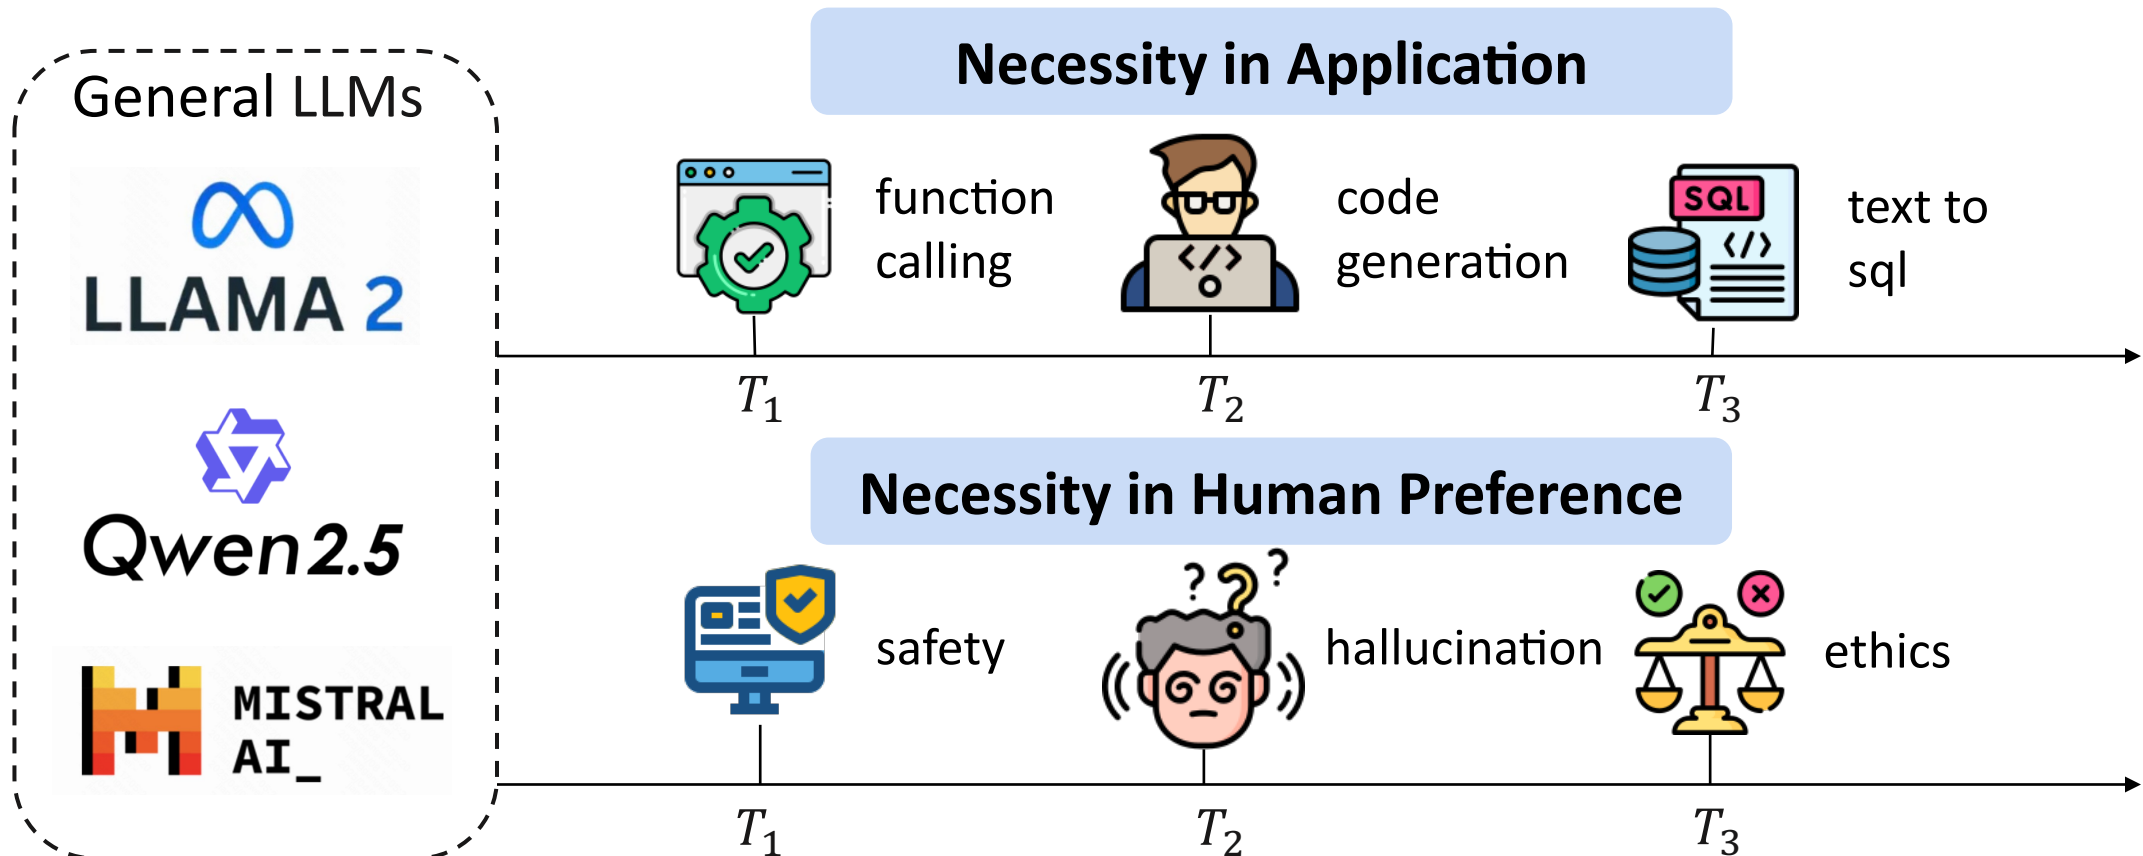 General LLMs
LLAMA 2
Qwen2.5
MISTRAL
AI_
Necessity in Application
function
calling
</>
code
generation
SQL
</>
text to
sql
T₁
T₂
T₃
Necessity in Human Preference
safety
? ? ?
hallucination
ethics
T₁
T₂
T₃